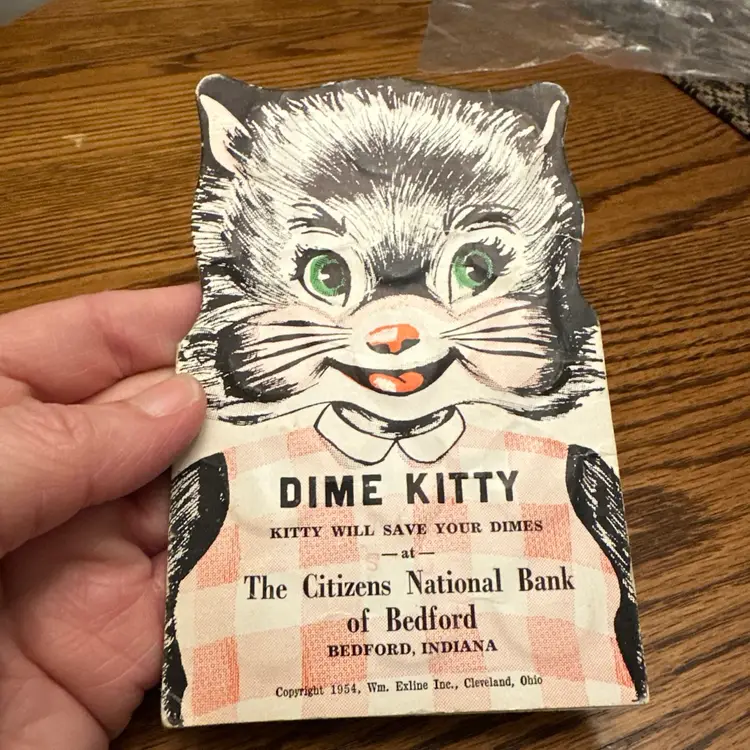 DIME KITTY
KITTY WILL SAVE YOUR DIMES
— at —
The Citizens National Bank
of Bedford
BEDFORD, INDIANA
Copyright 1954, Wm. Exline Inc., Cleveland, Ohio